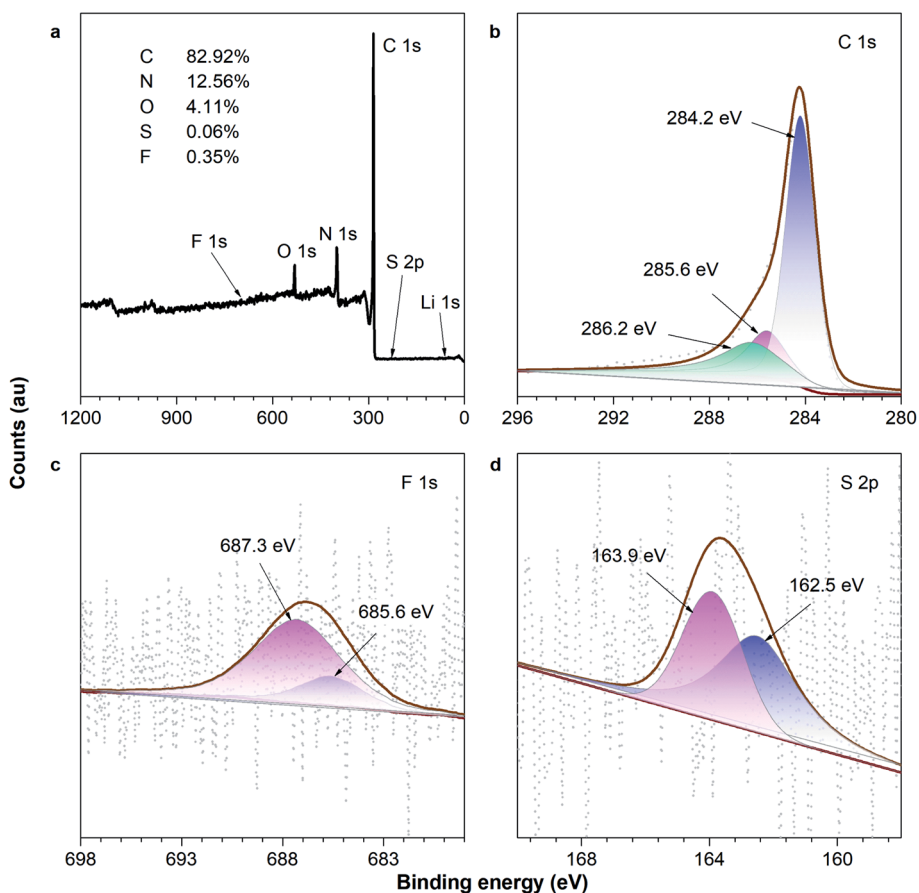 a
C 82.92%
N 12.56%
O 4.11%
S 0.06%
F 0.35%
C 1s
F 1s
O 1s
N 1s
S 2p
Li 1s
1200 900 600 300 0
b
C 1s
284.2 eV
285.6 eV
286.2 eV
296 292 288 284 280
Counts (au)
c
F 1s
687.3 eV
685.6 eV
698 693 688 683
d
S 2p
163.9 eV
162.5 eV
168 164 160
Binding energy (eV)